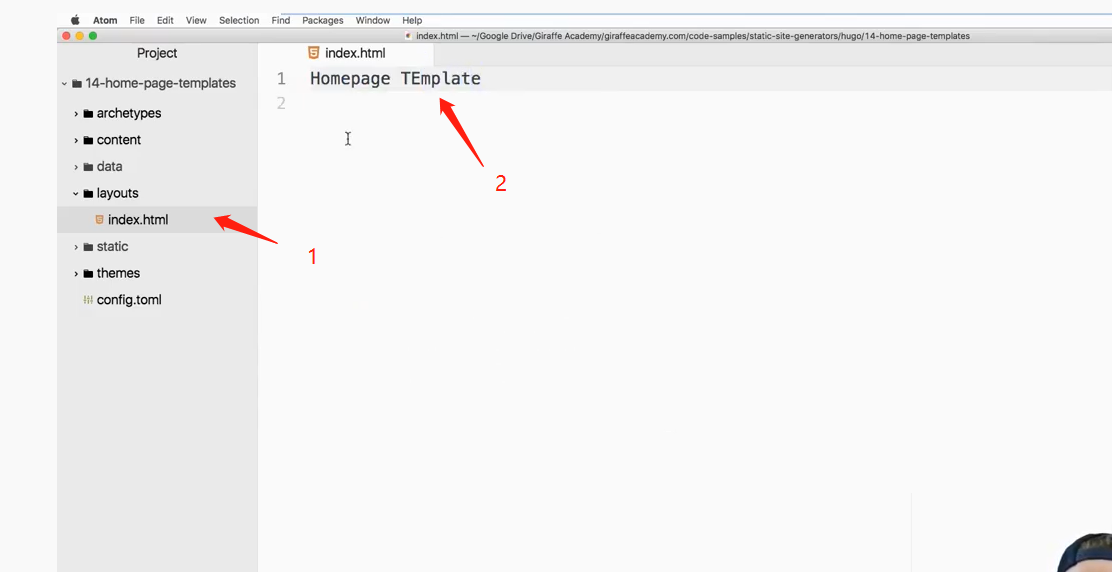 Atom File Edit View Selection Find Packages Window Help
index.html — ~/Google Drive/Giraffe Academy/giraffeacademy.com/code-samples/static-site-generators/hugo/14-home-page-templates
Project
index.html
14-home-page-templates
1 Homepage TEmplate
2
archetypes
content
data
2
layouts
index.html
static
1
themes
config.toml